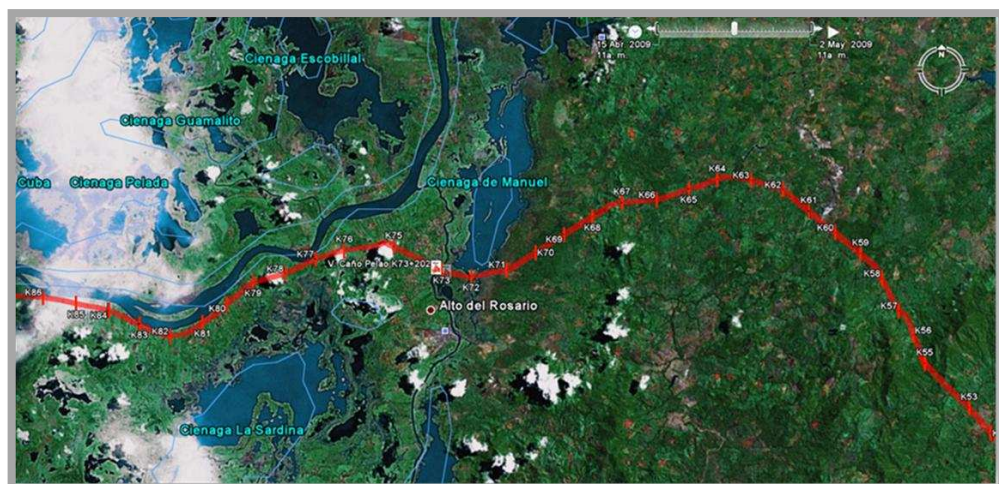 15 Abr 2009
11a. m.
2 May 2009
11a. m.
N
Cienaga Escobillal
Cienaga Guamalito
Cuba
Cienaga Pelada
Cienaga de Manuel
K64
K63
K62
K67
K66
K65
K61
K68
K60
K69
K59
K75
K76
K77
K70
K58
V. Caño Pelao K73+202
K71
K78
K73
K72
K79
K57
K86
K85
K84
K80
Alto del Rosario
K83
K82
K81
K56
K55
K53
Cienaga La Sardina